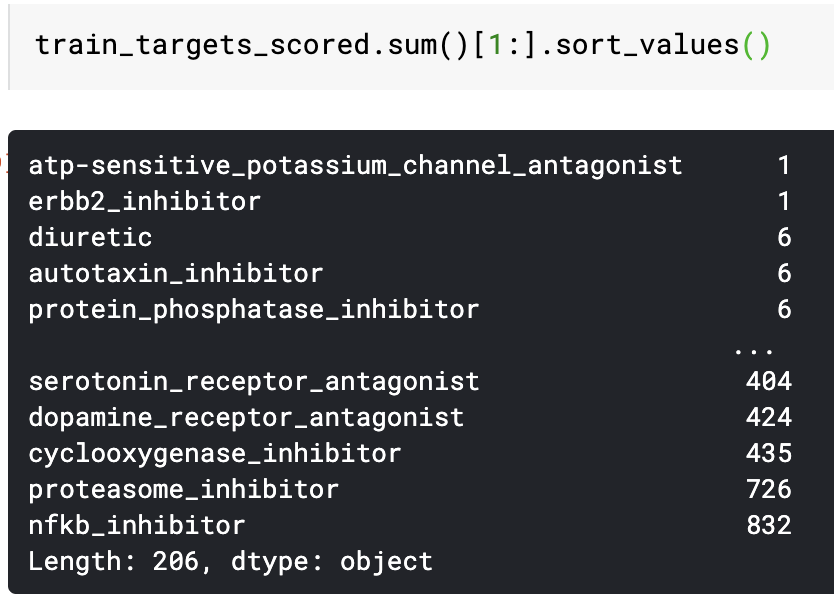 train_targets_scored.sum()[1:].sort_values()
atp-sensitive_potassium_channel_antagonist 1
erbb2_inhibitor 1
diuretic 6
autotaxin_inhibitor 6
protein_phosphatase_inhibitor 6
...
serotonin_receptor_antagonist 404
dopamine_receptor_antagonist 424
cyclooxygenase_inhibitor 435
proteasome_inhibitor 726
nfkb_inhibitor 832
Length: 206, dtype: object